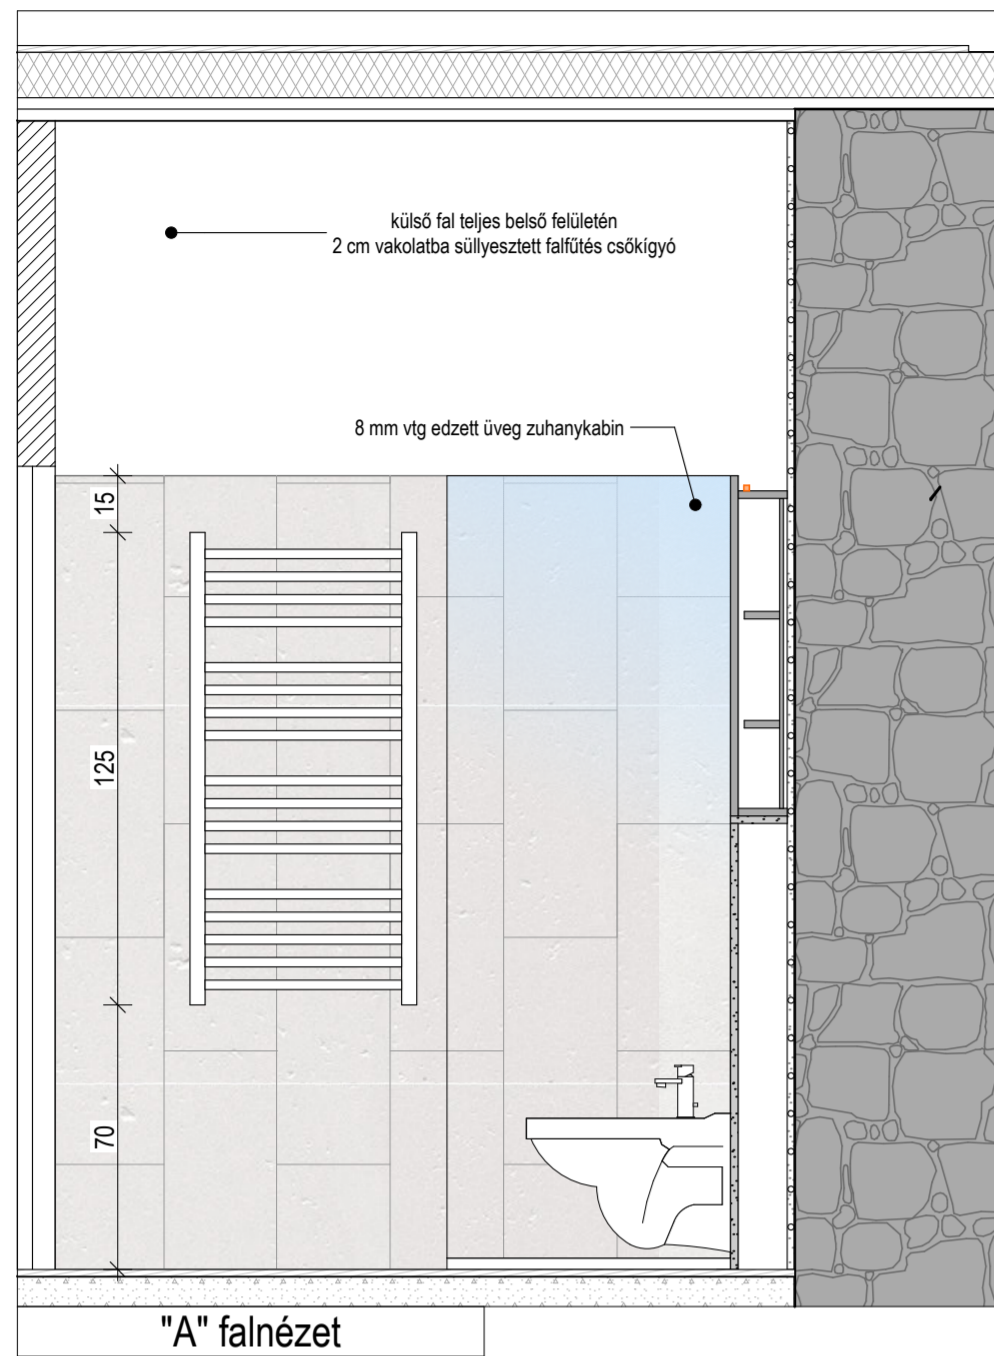 külső fal teljes belső felületén
2 cm vakolatba süllyesztett falfűtés csőkígyó
8 mm vtg edzett üveg zuhanykabin
15
125
70
"A" falnézet